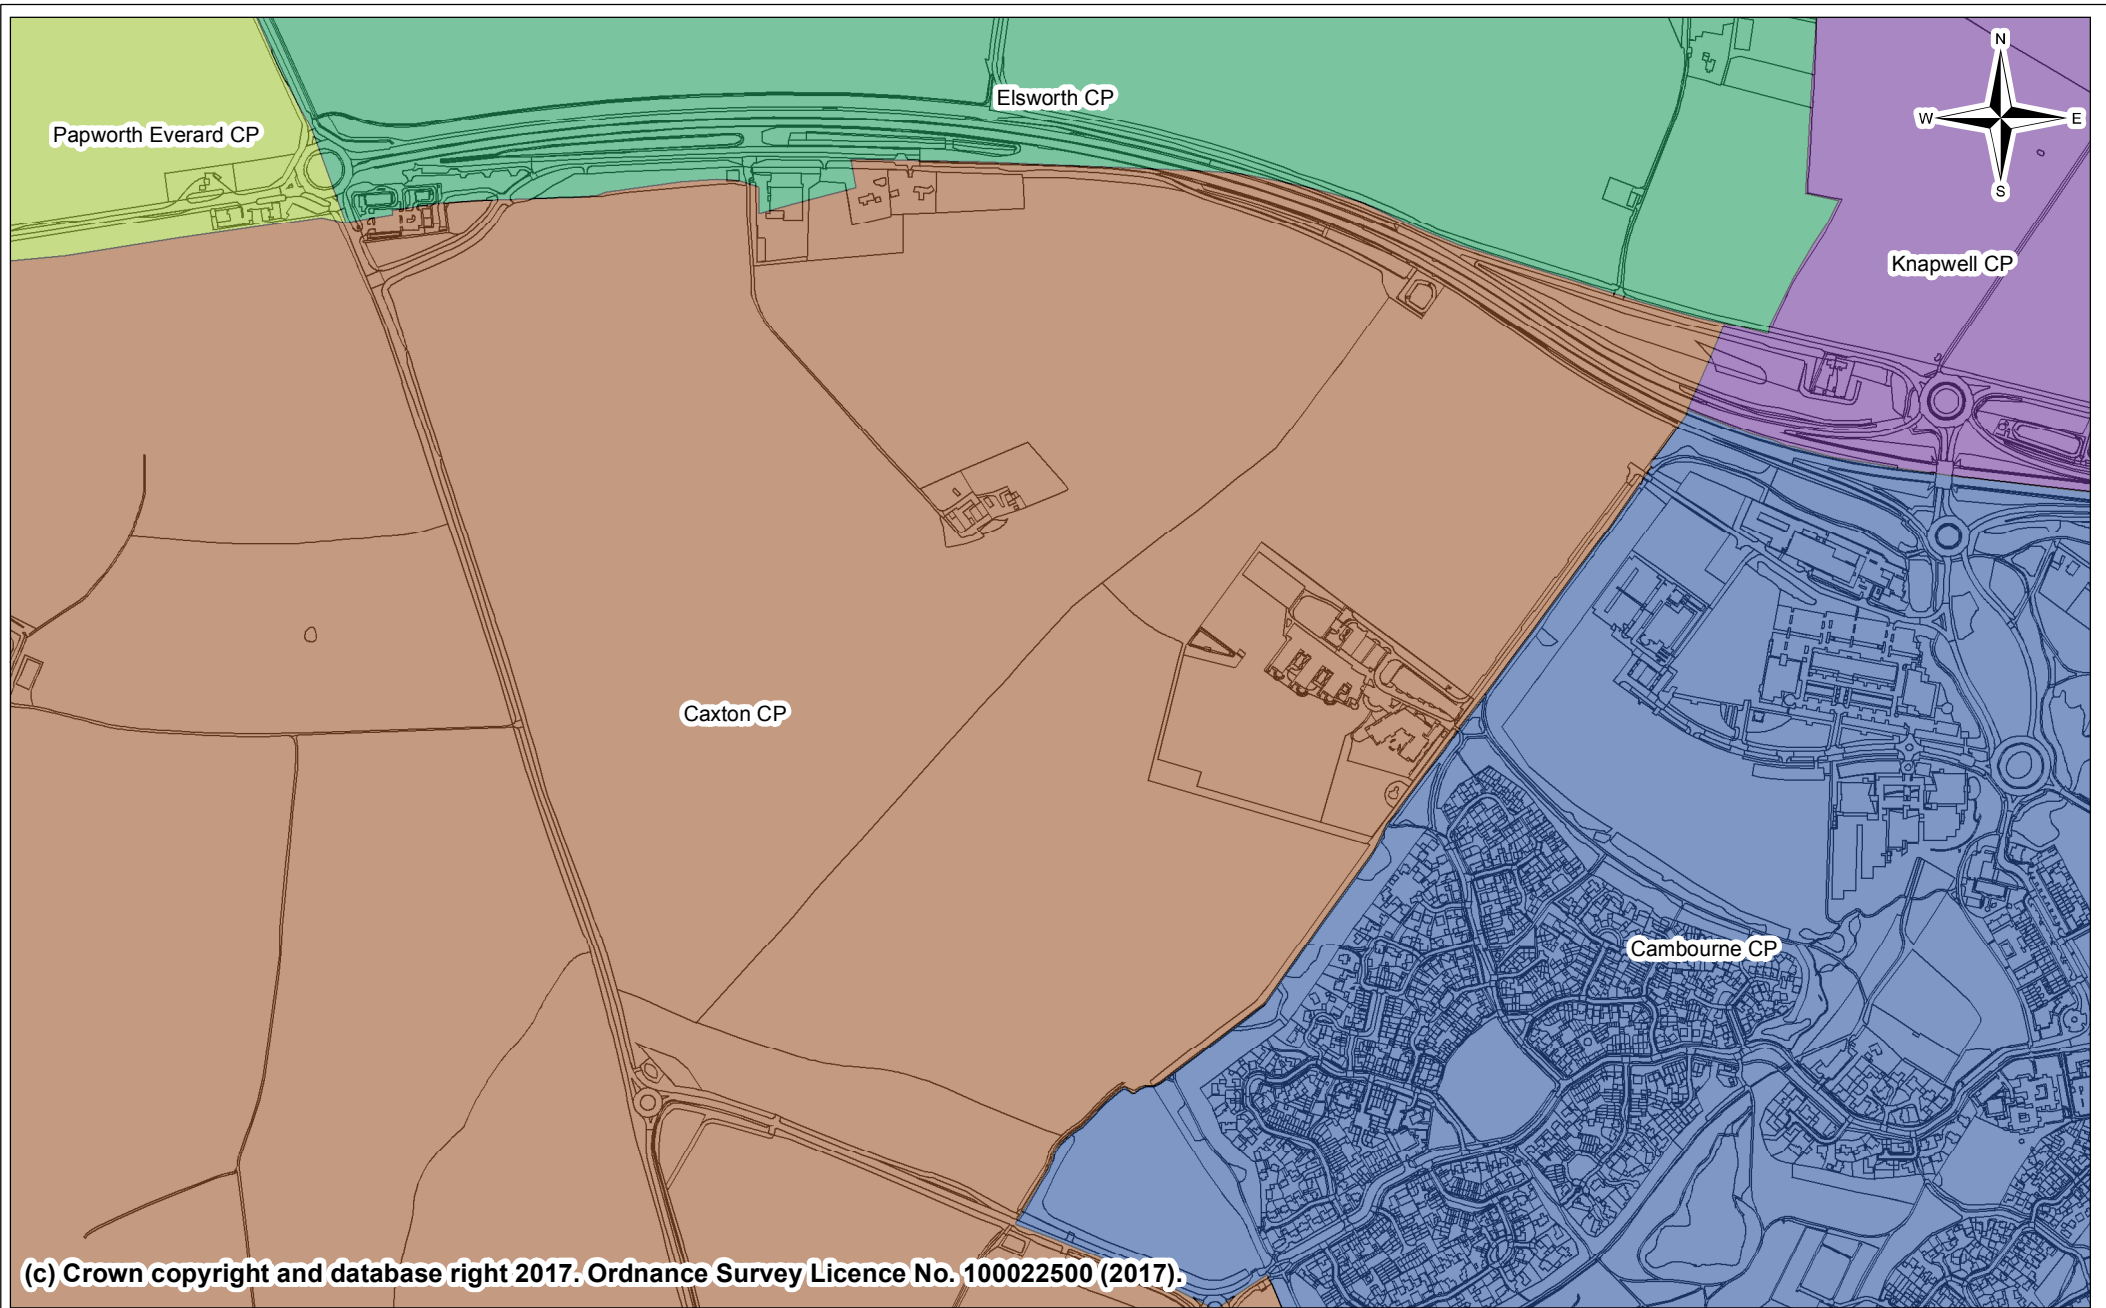 N
Elsworth CP
W
E
Papworth Everard CP
S
Knapwell CP
Caxton CP
Cambourne CP
(c) Crown copyright and database right 2017. Ordnance Survey Licence No. 100022500 (2017).